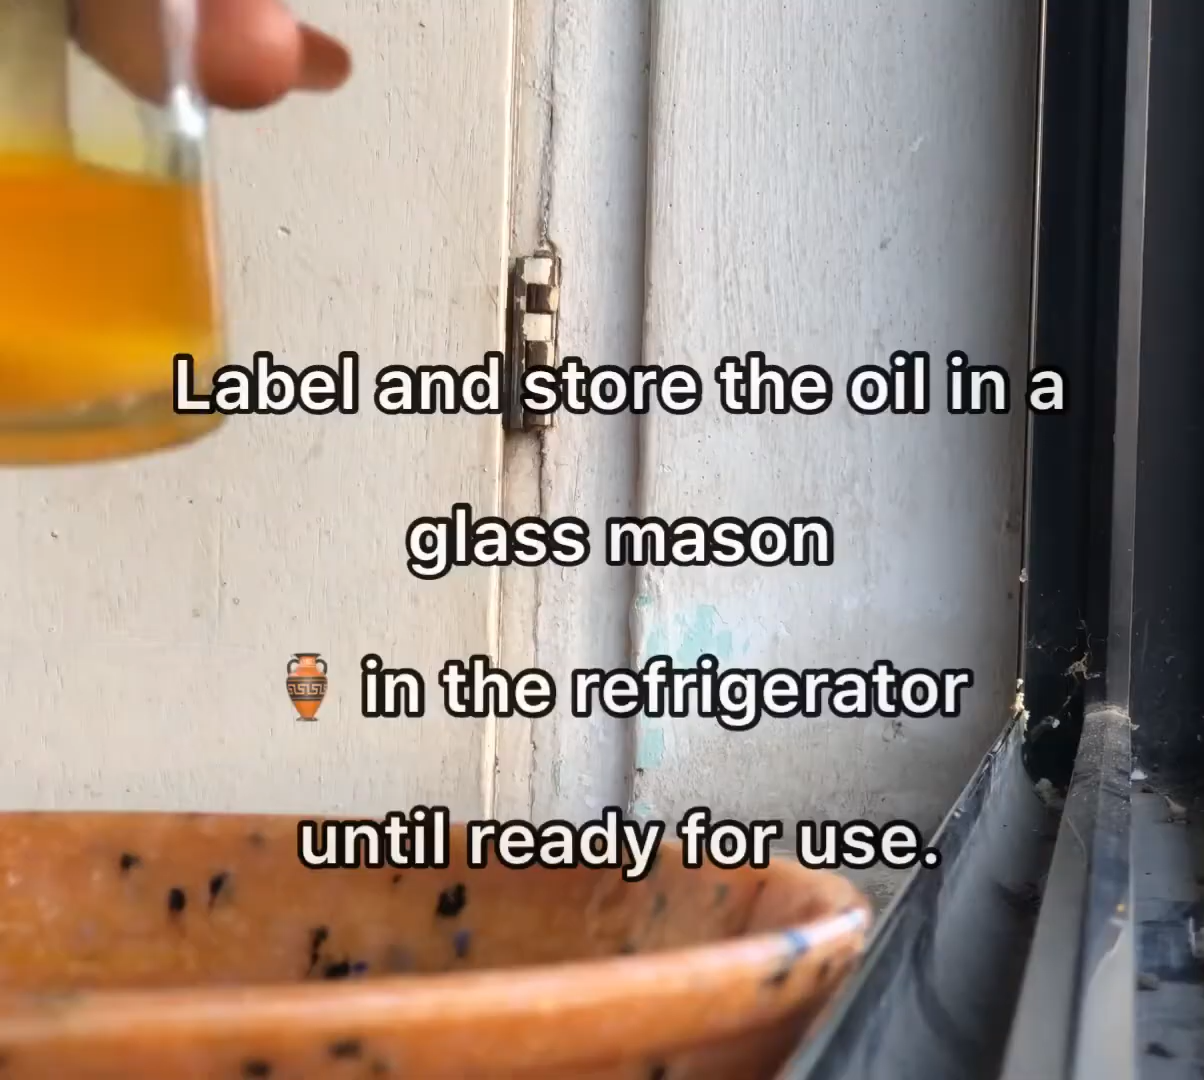 Label and store the oil in a
glass mason
🏺 in the refrigerator
until ready for use.